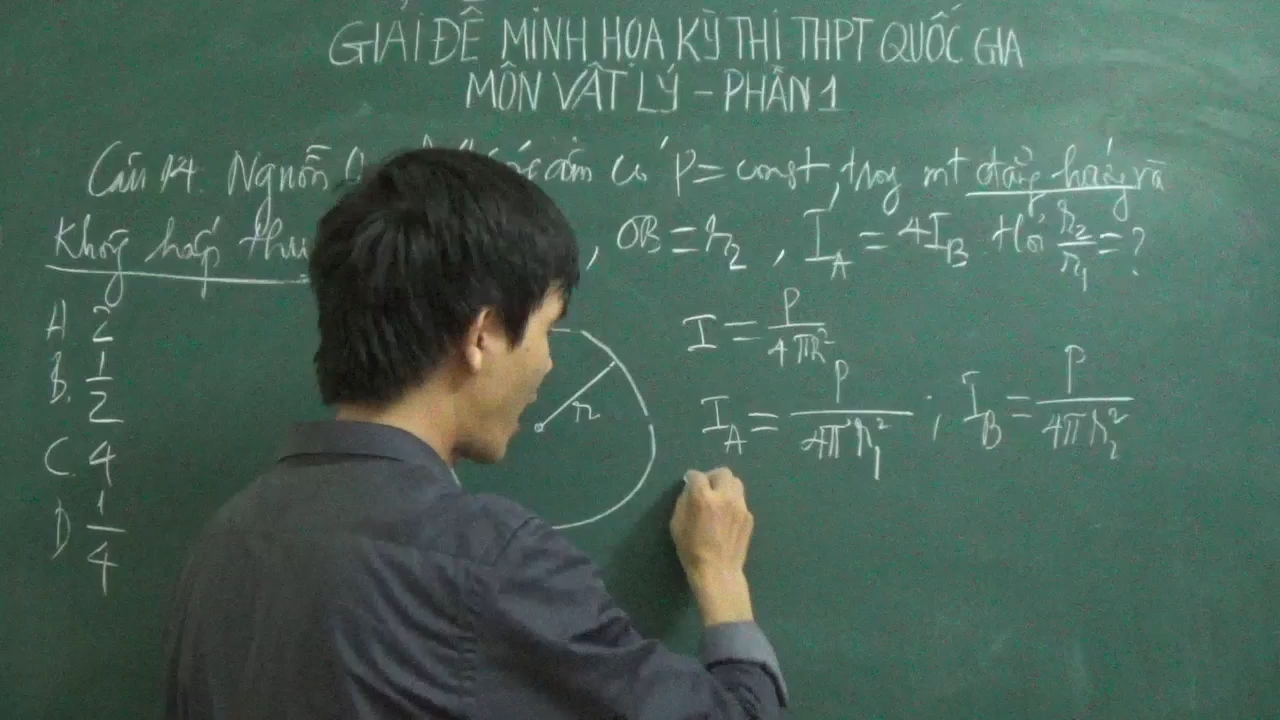 GIẢI ĐỀ MINH HỌA KỲ THI THPT QUỐC GIA
MÔN VẬT LÝ - PHẦN 1
Câu 14. Nguồn có P = const, trong mt đẳng hướng và
không hấp thụ , OB = r₂, I_A = 4I_B. Hỏi r₂/r₁ = ?
A 2
B. 1/2
C 4
D 1/4
r
I = P/4πR²
I_A = P/4πr₁² ; I_B = P/4πr₂²